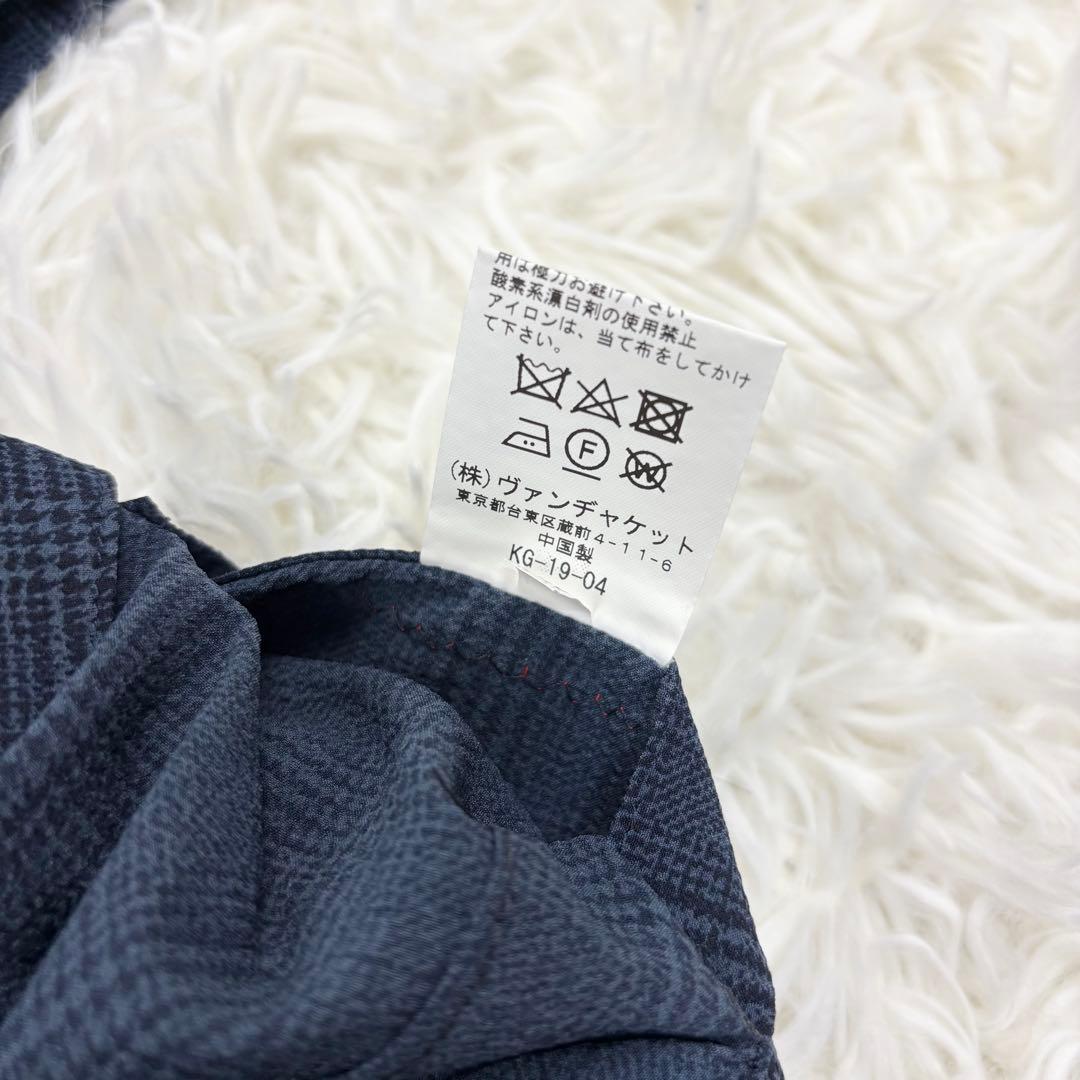 用は極力お避け下さい。
酸素系漂白剤の使用禁止
アイロンは、当て布をしてかけ
て下さい。
F
W
(株)ヴァンヂャケット
東京都台東区蔵前4-11-6
中国製
KG-19-04